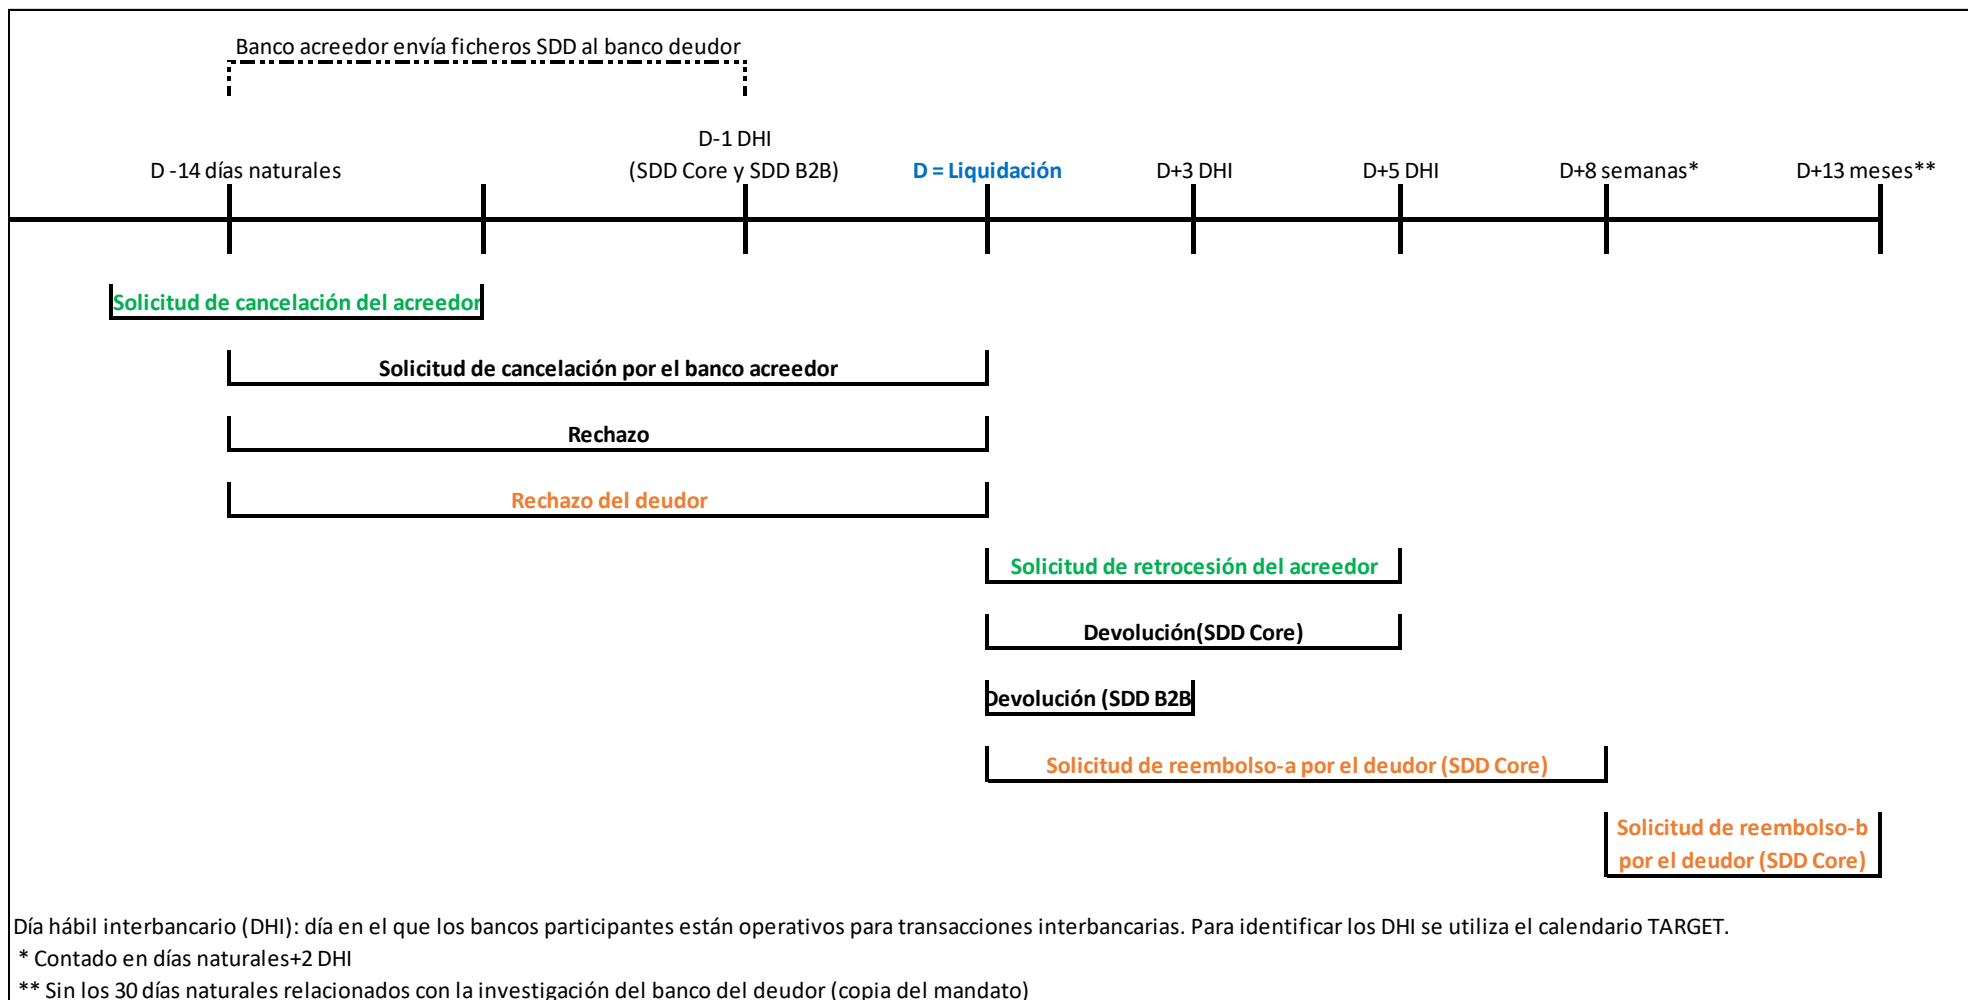 Banco acreedor envía ficheros SDD al banco deudor
D-1 DHI
D -14 días naturales
(SDD Core y SDD B2B)
D = Liquidación
D+3 DHI
D+5 DHI
D+8 semanas*
D+13 meses**
Solicitud de cancelación del acreedor
Solicitud de cancelación por el banco acreedor
Rechazo
Rechazo del deudor
Solicitud de retrocesión del acreedor
Devolución(SDD Core)
Devolución (SDD B2B
Solicitud de reembolso-a por el deudor (SDD Core)
Solicitud de reembolso-b
por el deudor (SDD Core)
Día hábil interbancario (DHI): día en el que los bancos participantes están operativos para transacciones interbancarias. Para identificar los DHI se utiliza el calendario TARGET.
* Contado en días naturales+2 DHI
** Sin los 30 días naturales relacionados con la investigación del banco del deudor (copia del mandato)